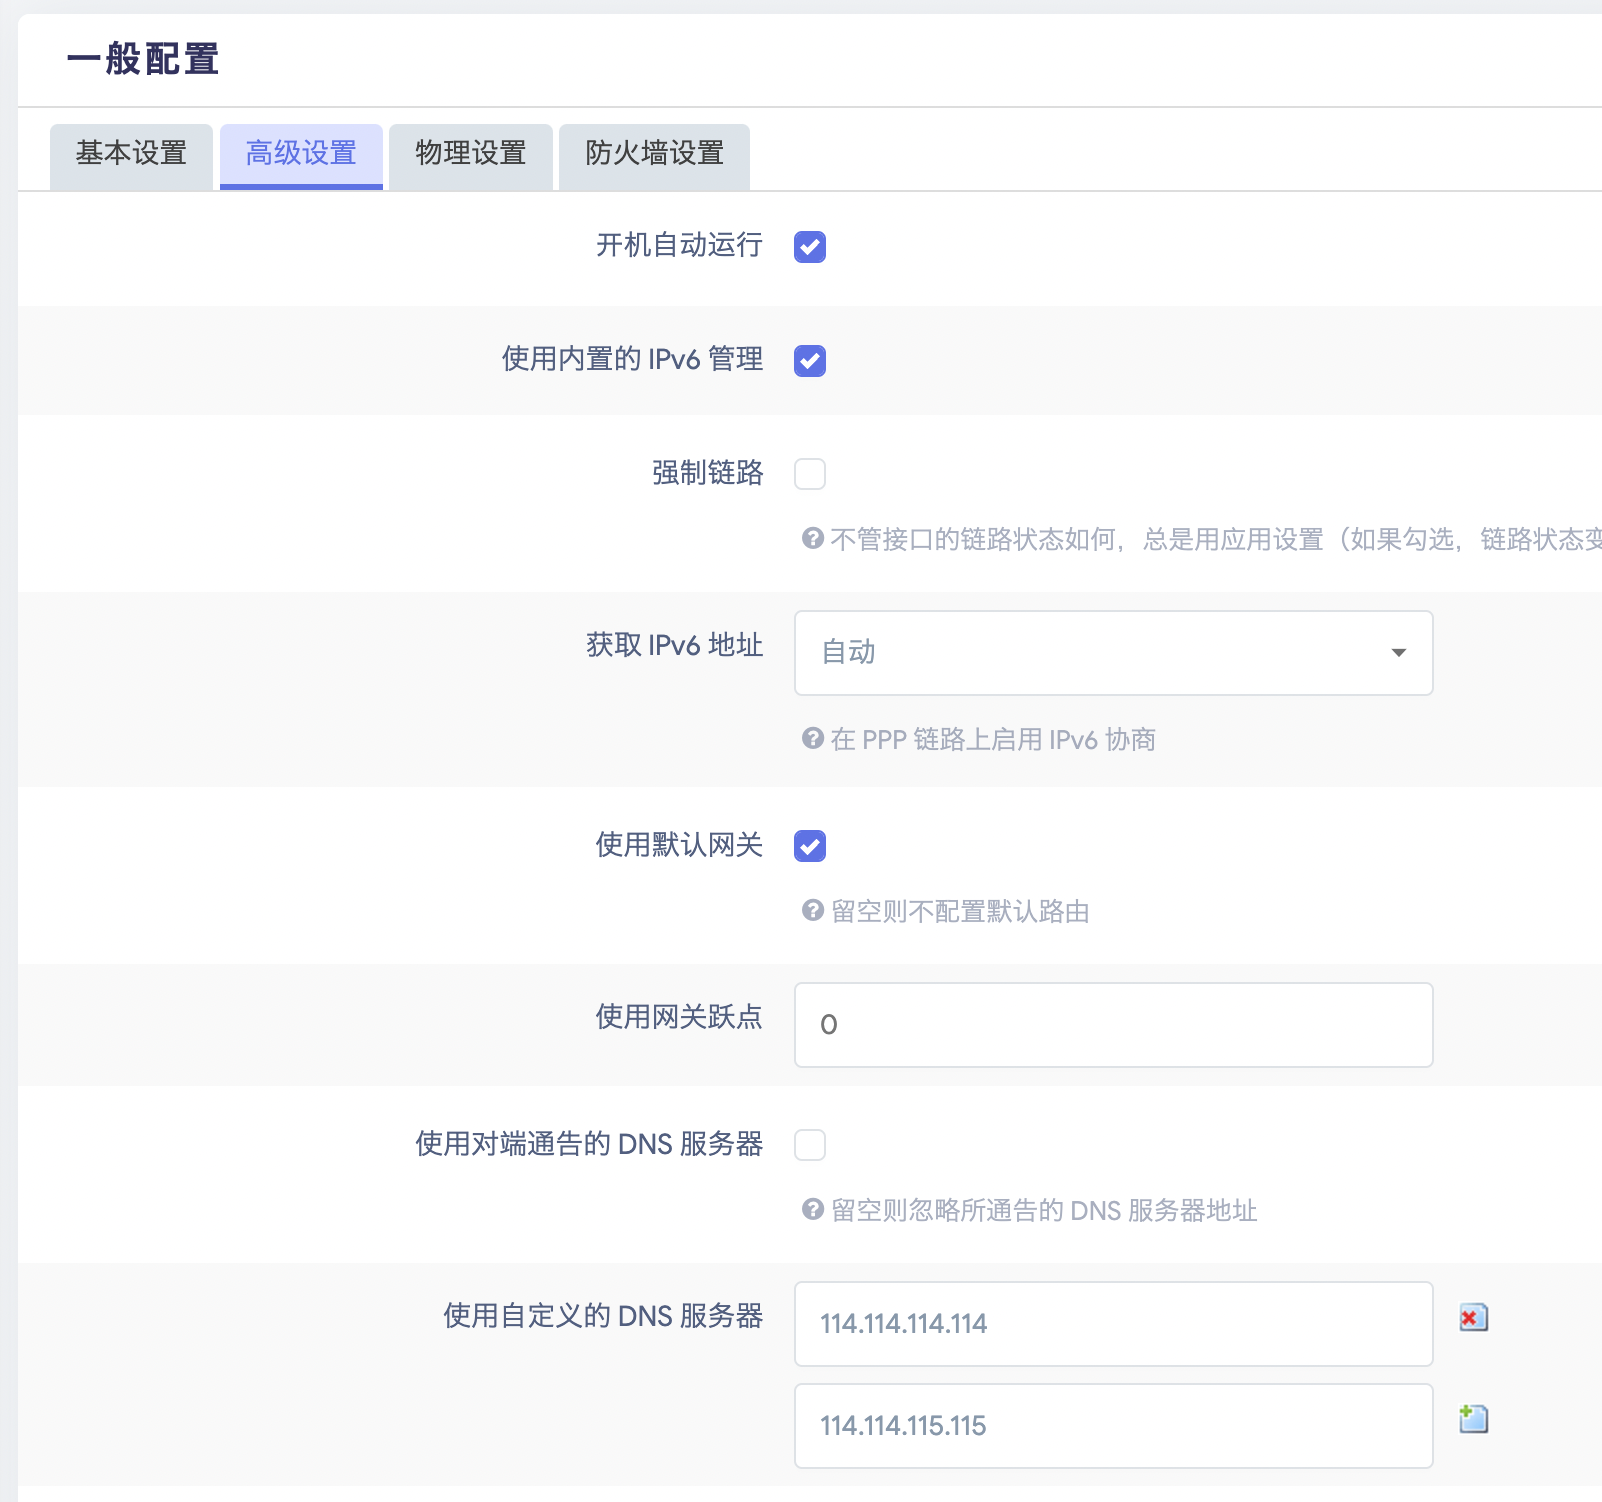 一般配置
基本设置 高级设置 物理设置 防火墙设置
开机自动运行
使用内置的 IPv6 管理
强制链路
不管接口的链路状态如何，总是用应用设置（如果勾选，链路状态变
获取 IPv6 地址 自动
在 PPP 链路上启用 IPv6 协商
使用默认网关
留空则不配置默认路由
使用网关跃点 0
使用对端通告的 DNS 服务器
留空则忽略所通告的 DNS 服务器地址
使用自定义的 DNS 服务器 114.114.114.114
114.114.115.115